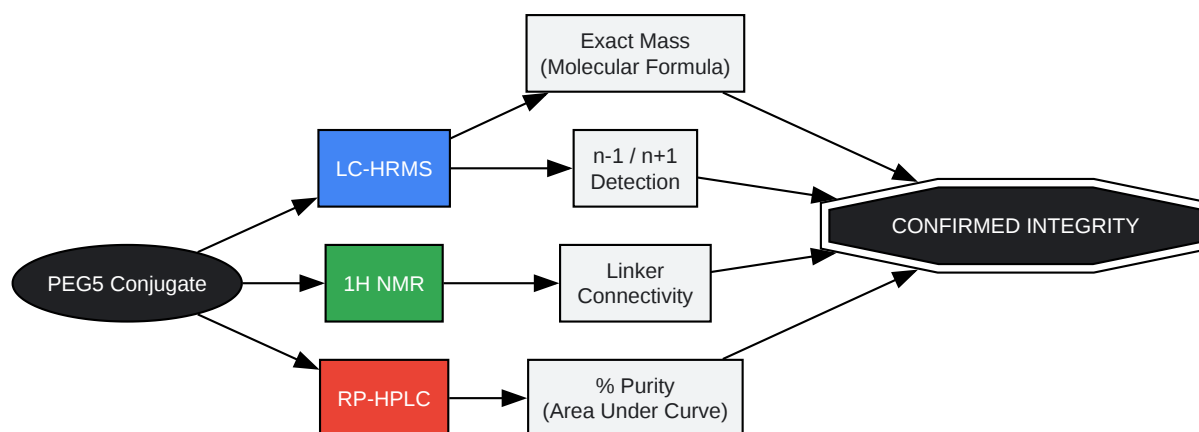 Exact Mass
(Molecular Formula)
LC-HRMS
n-1 / n+1
Detection
CONFIRMED INTEGRITY
PEG5 Conjugate
1H NMR
Linker
Connectivity
RP-HPLC
% Purity
(Area Under Curve)